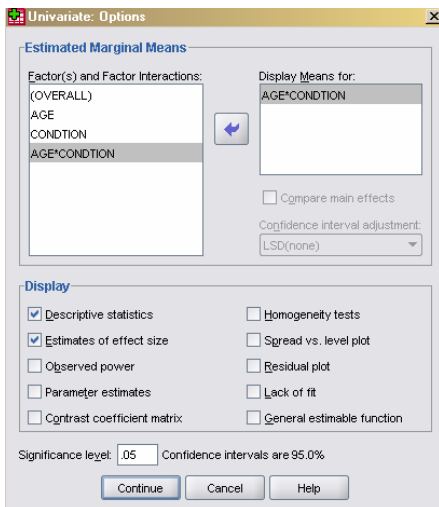 Univariate: Options
Estimated Marginal Means
Factor(s) and Factor Interactions:
(OVERALL)
AGE
CONDTION
AGE*CONDTION
Display Means for:
AGE*CONDTION
Compare main effects
Confidence interval adjustment:
LSD(none)
Display
Descriptive statistics
Homogeneity tests
Estimates of effect size
Spread vs. level plot
Observed power
Residual plot
Parameter estimates
Lack of fit
Contrast coefficient matrix
General estimable function
Significance level: .05 Confidence intervals are 95.0%
Continue Cancel Help